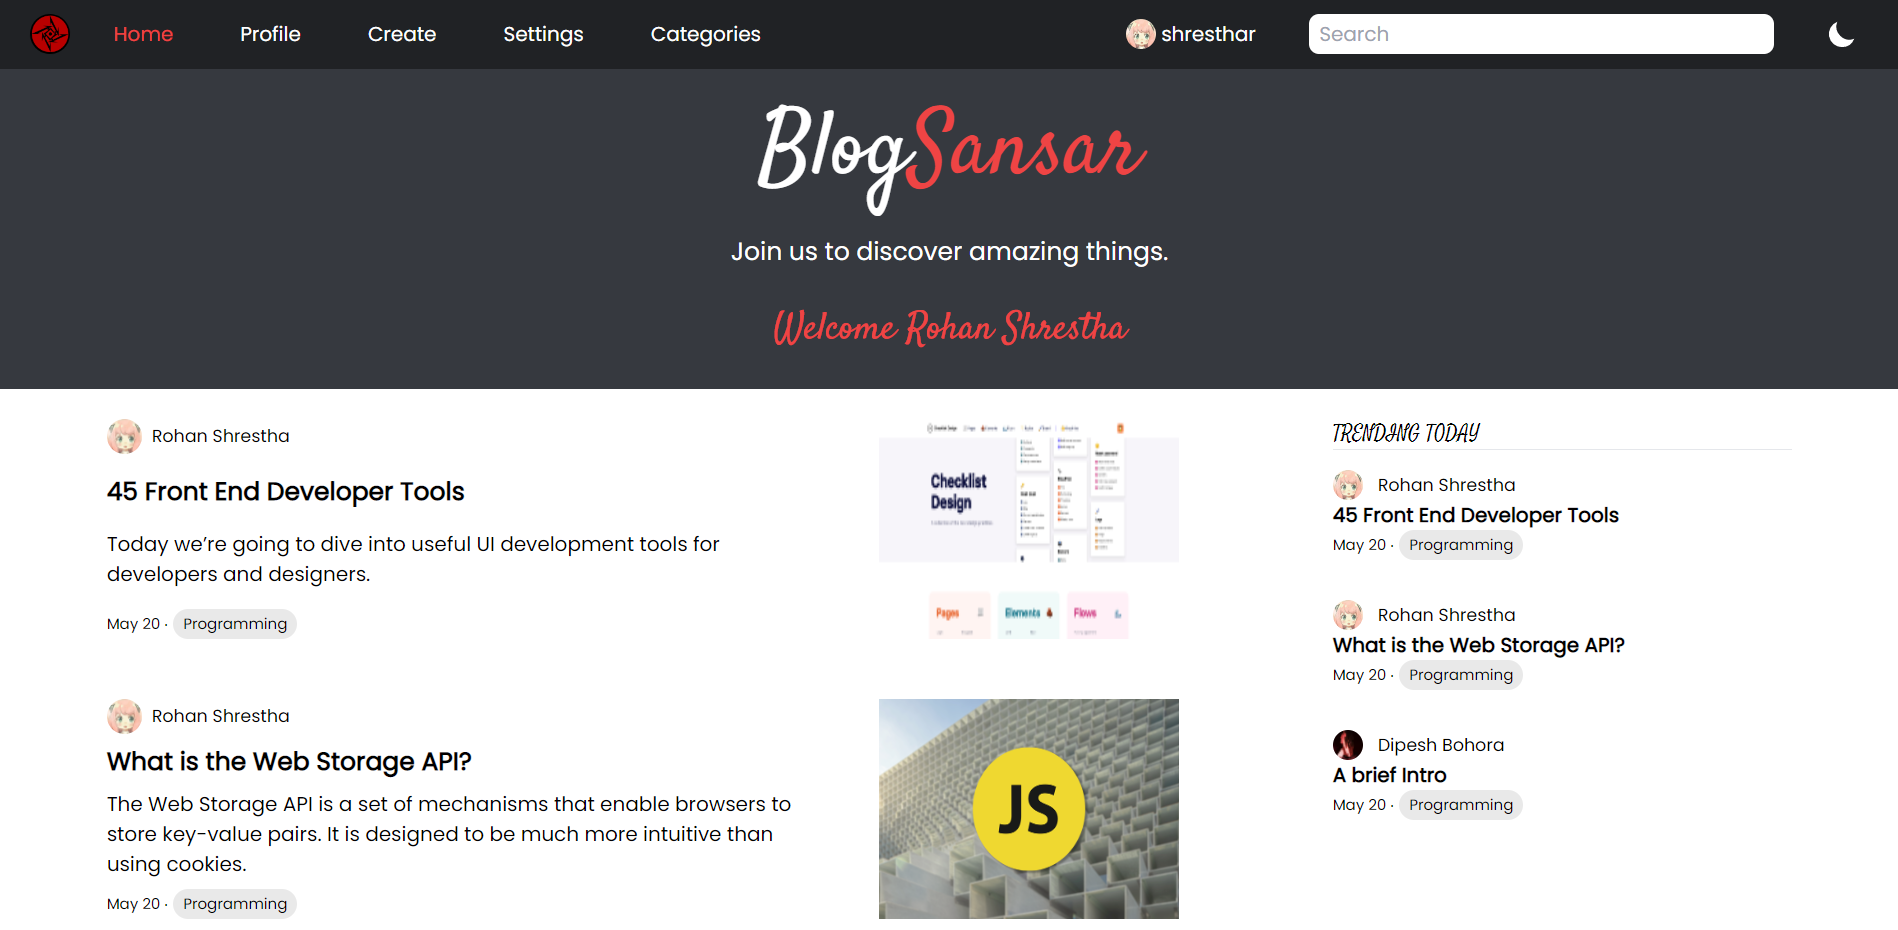 Home Profile Create Settings Categories shresthar Search
BlogSansar
Join us to discover amazing things.
Welcome Rohan Shrestha
Rohan Shrestha
45 Front End Developer Tools
Today we’re going to dive into useful UI development tools for
developers and designers.
May 20 · Programming
Checklist
Design
Pages Elements Flows
Rohan Shrestha
What is the Web Storage API?
The Web Storage API is a set of mechanisms that enable browsers to
store key-value pairs. It is designed to be much more intuitive than
using cookies.
May 20 · Programming
JS
TRENDING TODAY
Rohan Shrestha
45 Front End Developer Tools
May 20 · Programming
Rohan Shrestha
What is the Web Storage API?
May 20 · Programming
Dipesh Bohora
A brief Intro
May 20 · Programming